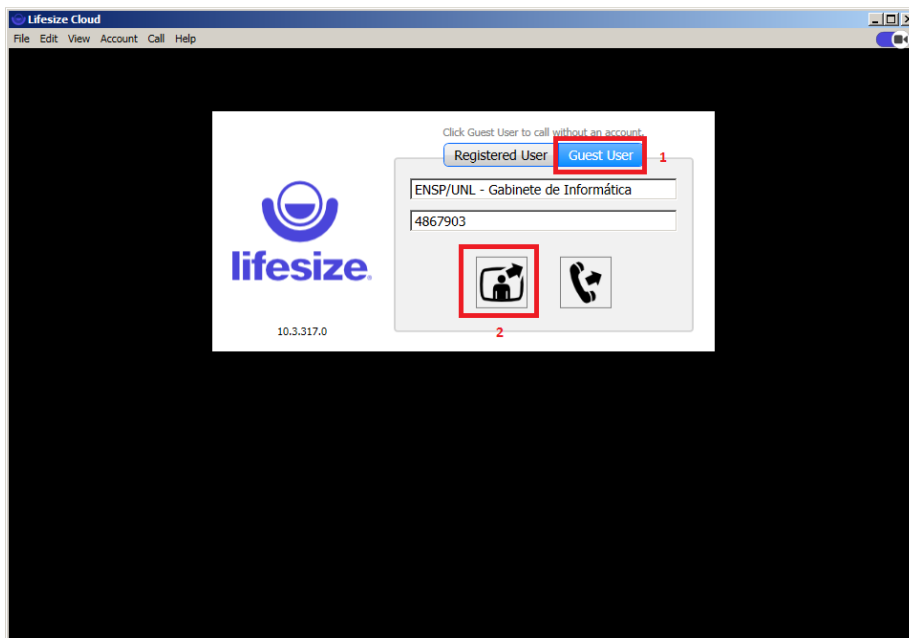 Lifesize Cloud
File Edit View Account Call Help
Click Guest User to call without an account.
Registered User Guest User 1
ENSP/UNL - Gabinete de Informática
4867903
lifesize.
10.3.317.0
2